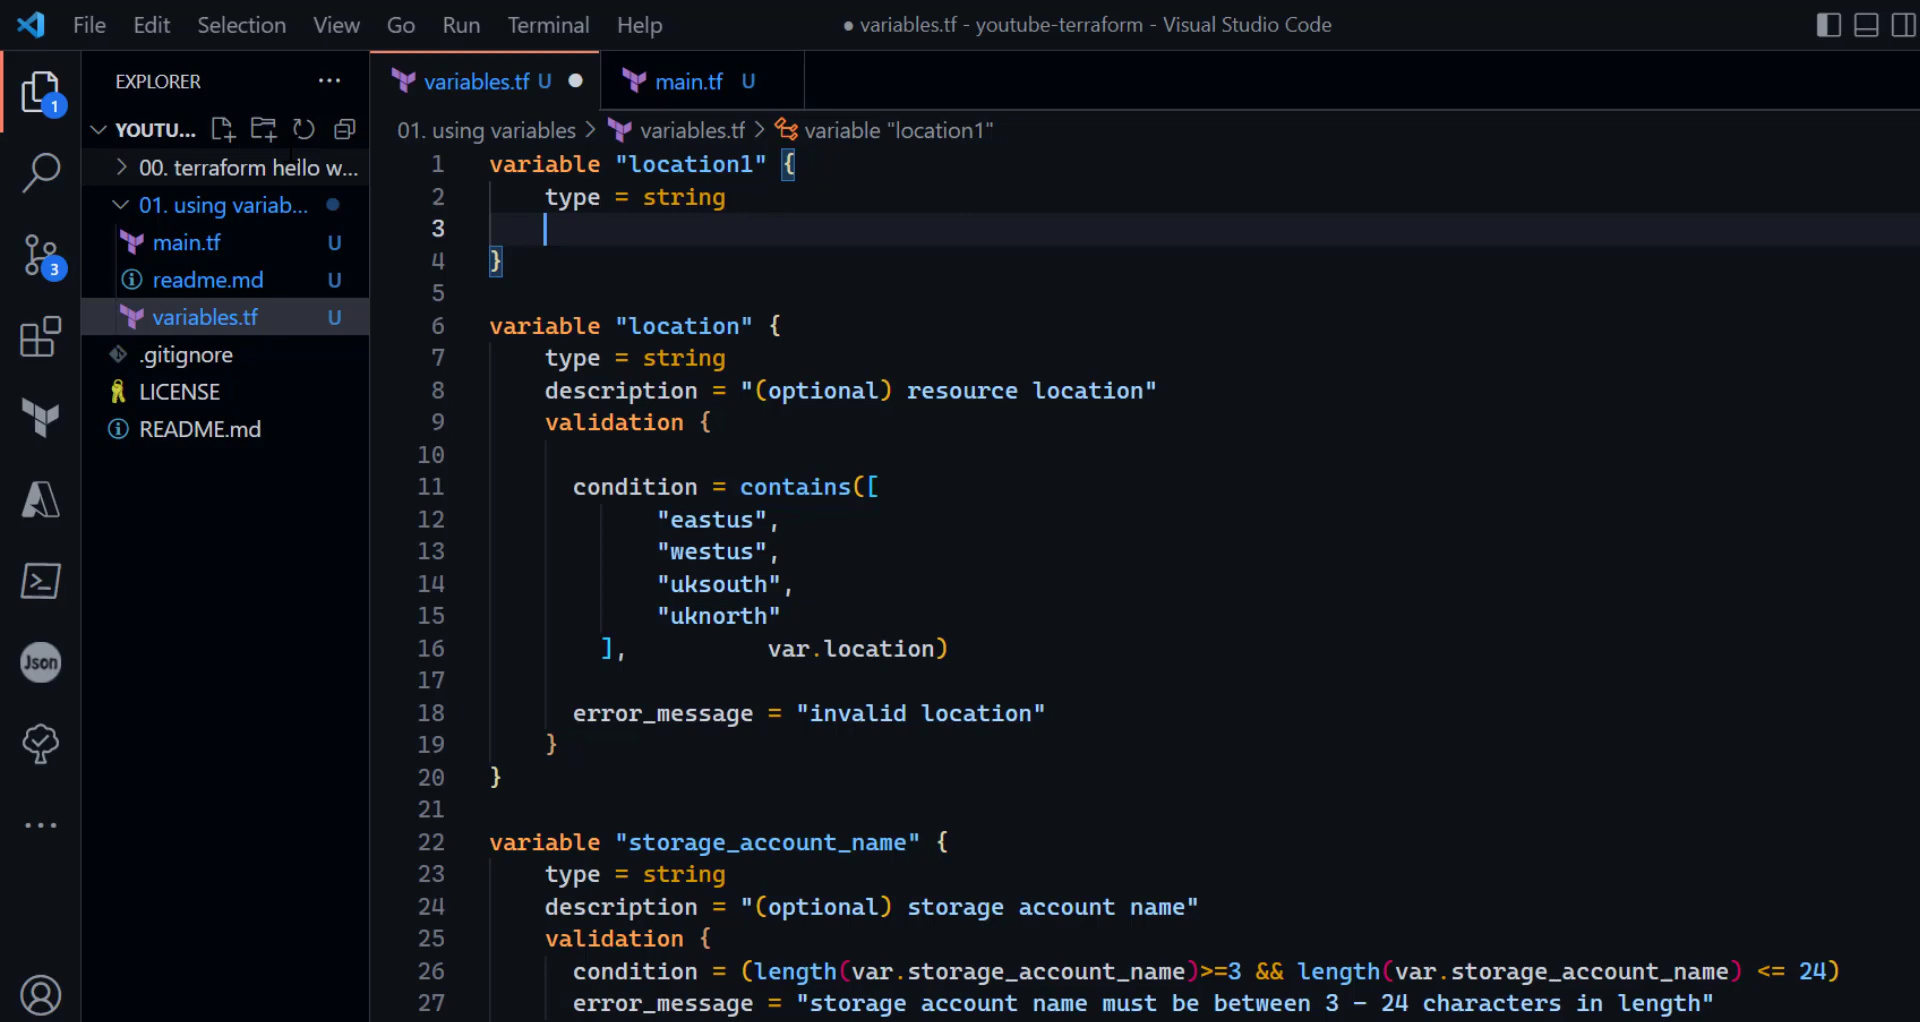 File Edit Selection View Go Run Terminal Help ● variables.tf - youtube-terraform - Visual Studio Code
EXPLORER ···
variables.tf U ●
main.tf U
1
YOUTU...
00. terraform hello w...
01. using variab...
main.tf U
3
readme.md U
variables.tf U
.gitignore
LICENSE
README.md
Json
01. using variables > variables.tf > variable "location1"
1 variable "location1" {
2 type = string
3
4 }
5
6 variable "location" {
7 type = string
8 description = "(optional) resource location"
9 validation {
10
11 condition = contains([
12 "eastus",
13 "westus",
14 "uksouth",
15 "uknorth"
16 ], var.location)
17
18 error_message = "invalid location"
19 }
20 }
21
22 variable "storage_account_name" {
23 type = string
24 description = "(optional) storage account name"
25 validation {
26 condition = (length(var.storage_account_name)>=3 && length(var.storage_account_name) <= 24)
27 error_message = "storage account name must be between 3 - 24 characters in length"